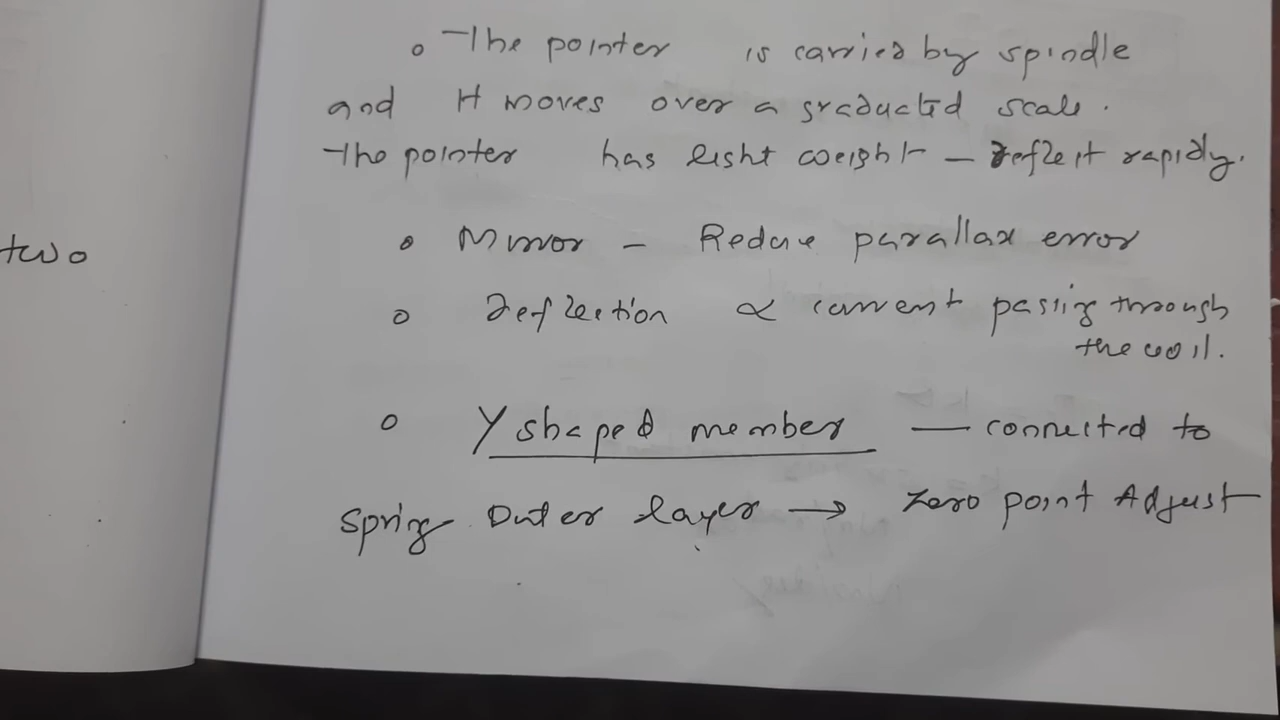 two
• The pointer is carried by spindle
and It moves over a graduated scale.
The pointer has light weight - deflect rapidly.
• Mirror - Reduce parallax error
• Deflection ∝ current passing through
the coil.
• Y shaped member — connected to
Spring Outer layer → Zero point Adjust